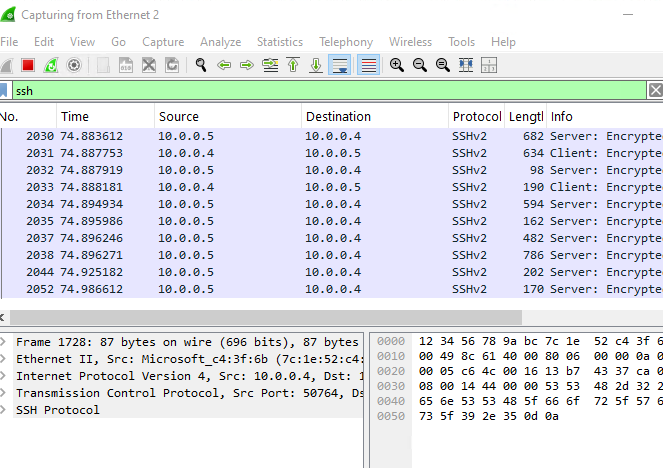 Capturing from Ethernet 2
File Edit View Go Capture Analyze Statistics Telephony Wireless Tools Help
ssh
No. Time Source Destination Protocol Lengtl Info
2030 74.883612 10.0.0.5 10.0.0.4 SSHv2 682 Server: Encrypte
2031 74.887753 10.0.0.4 10.0.0.5 SSHv2 634 Client: Encrypte
2032 74.887919 10.0.0.5 10.0.0.4 SSHv2 98 Server: Encrypte
2033 74.888181 10.0.0.4 10.0.0.5 SSHv2 190 Client: Encrypte
2034 74.894934 10.0.0.5 10.0.0.4 SSHv2 594 Server: Encrypte
2035 74.895986 10.0.0.5 10.0.0.4 SSHv2 162 Server: Encrypte
2037 74.896246 10.0.0.5 10.0.0.4 SSHv2 482 Server: Encrypte
2038 74.896271 10.0.0.5 10.0.0.4 SSHv2 786 Server: Encrypte
2044 74.925182 10.0.0.5 10.0.0.4 SSHv2 202 Server: Encrypte
2052 74.986612 10.0.0.5 10.0.0.4 SSHv2 170 Server: Encrypte
Frame 1728: 87 bytes on wire (696 bits), 87 bytes
Ethernet II, Src: Microsoft_c4:3f:6b (7c:1e:52:c4:
Internet Protocol Version 4, Src: 10.0.0.4, Dst: 1
Transmission Control Protocol, Src Port: 50764, Ds
SSH Protocol
0000 12 34 56 78 9a bc 7c 1e 52 c4 3f 6
0010 00 49 8c 61 40 00 80 06 00 00 0a 0
0020 00 05 c6 4c 00 16 13 b7 43 37 ca 0
0030 08 00 14 44 00 00 53 53 48 2d 32 2
0040 65 6e 53 53 48 5f 66 6f 72 5f 57 6
0050 73 5f 39 2e 35 0d 0a